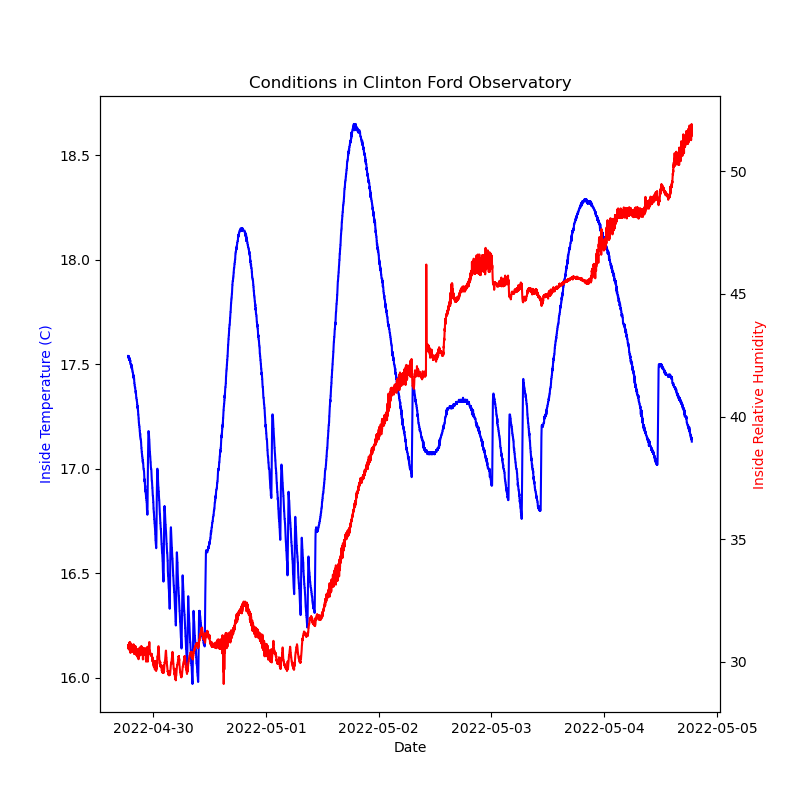 Conditions in Clinton Ford Observatory
18.5
18.0
17.5
17.0
16.5
16.0
Inside Temperature (C)
50
45
40
35
30
Inside Relative Humidity
2022-04-30 2022-05-01 2022-05-02 2022-05-03 2022-05-04 2022-05-05
Date